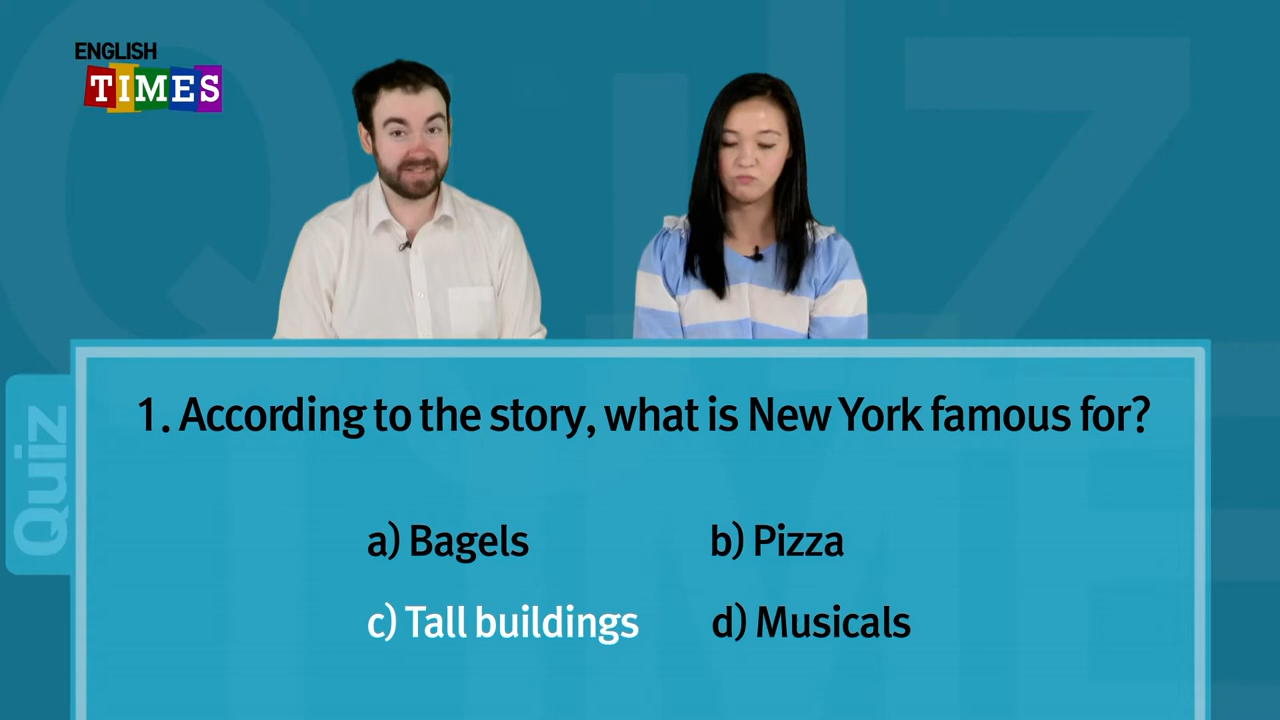 ENGLISH
TIMES
QUIZ
Quiz
1. According to the story, what is New York famous for?
a) Bagels
b) Pizza
c) Tall buildings
d) Musicals